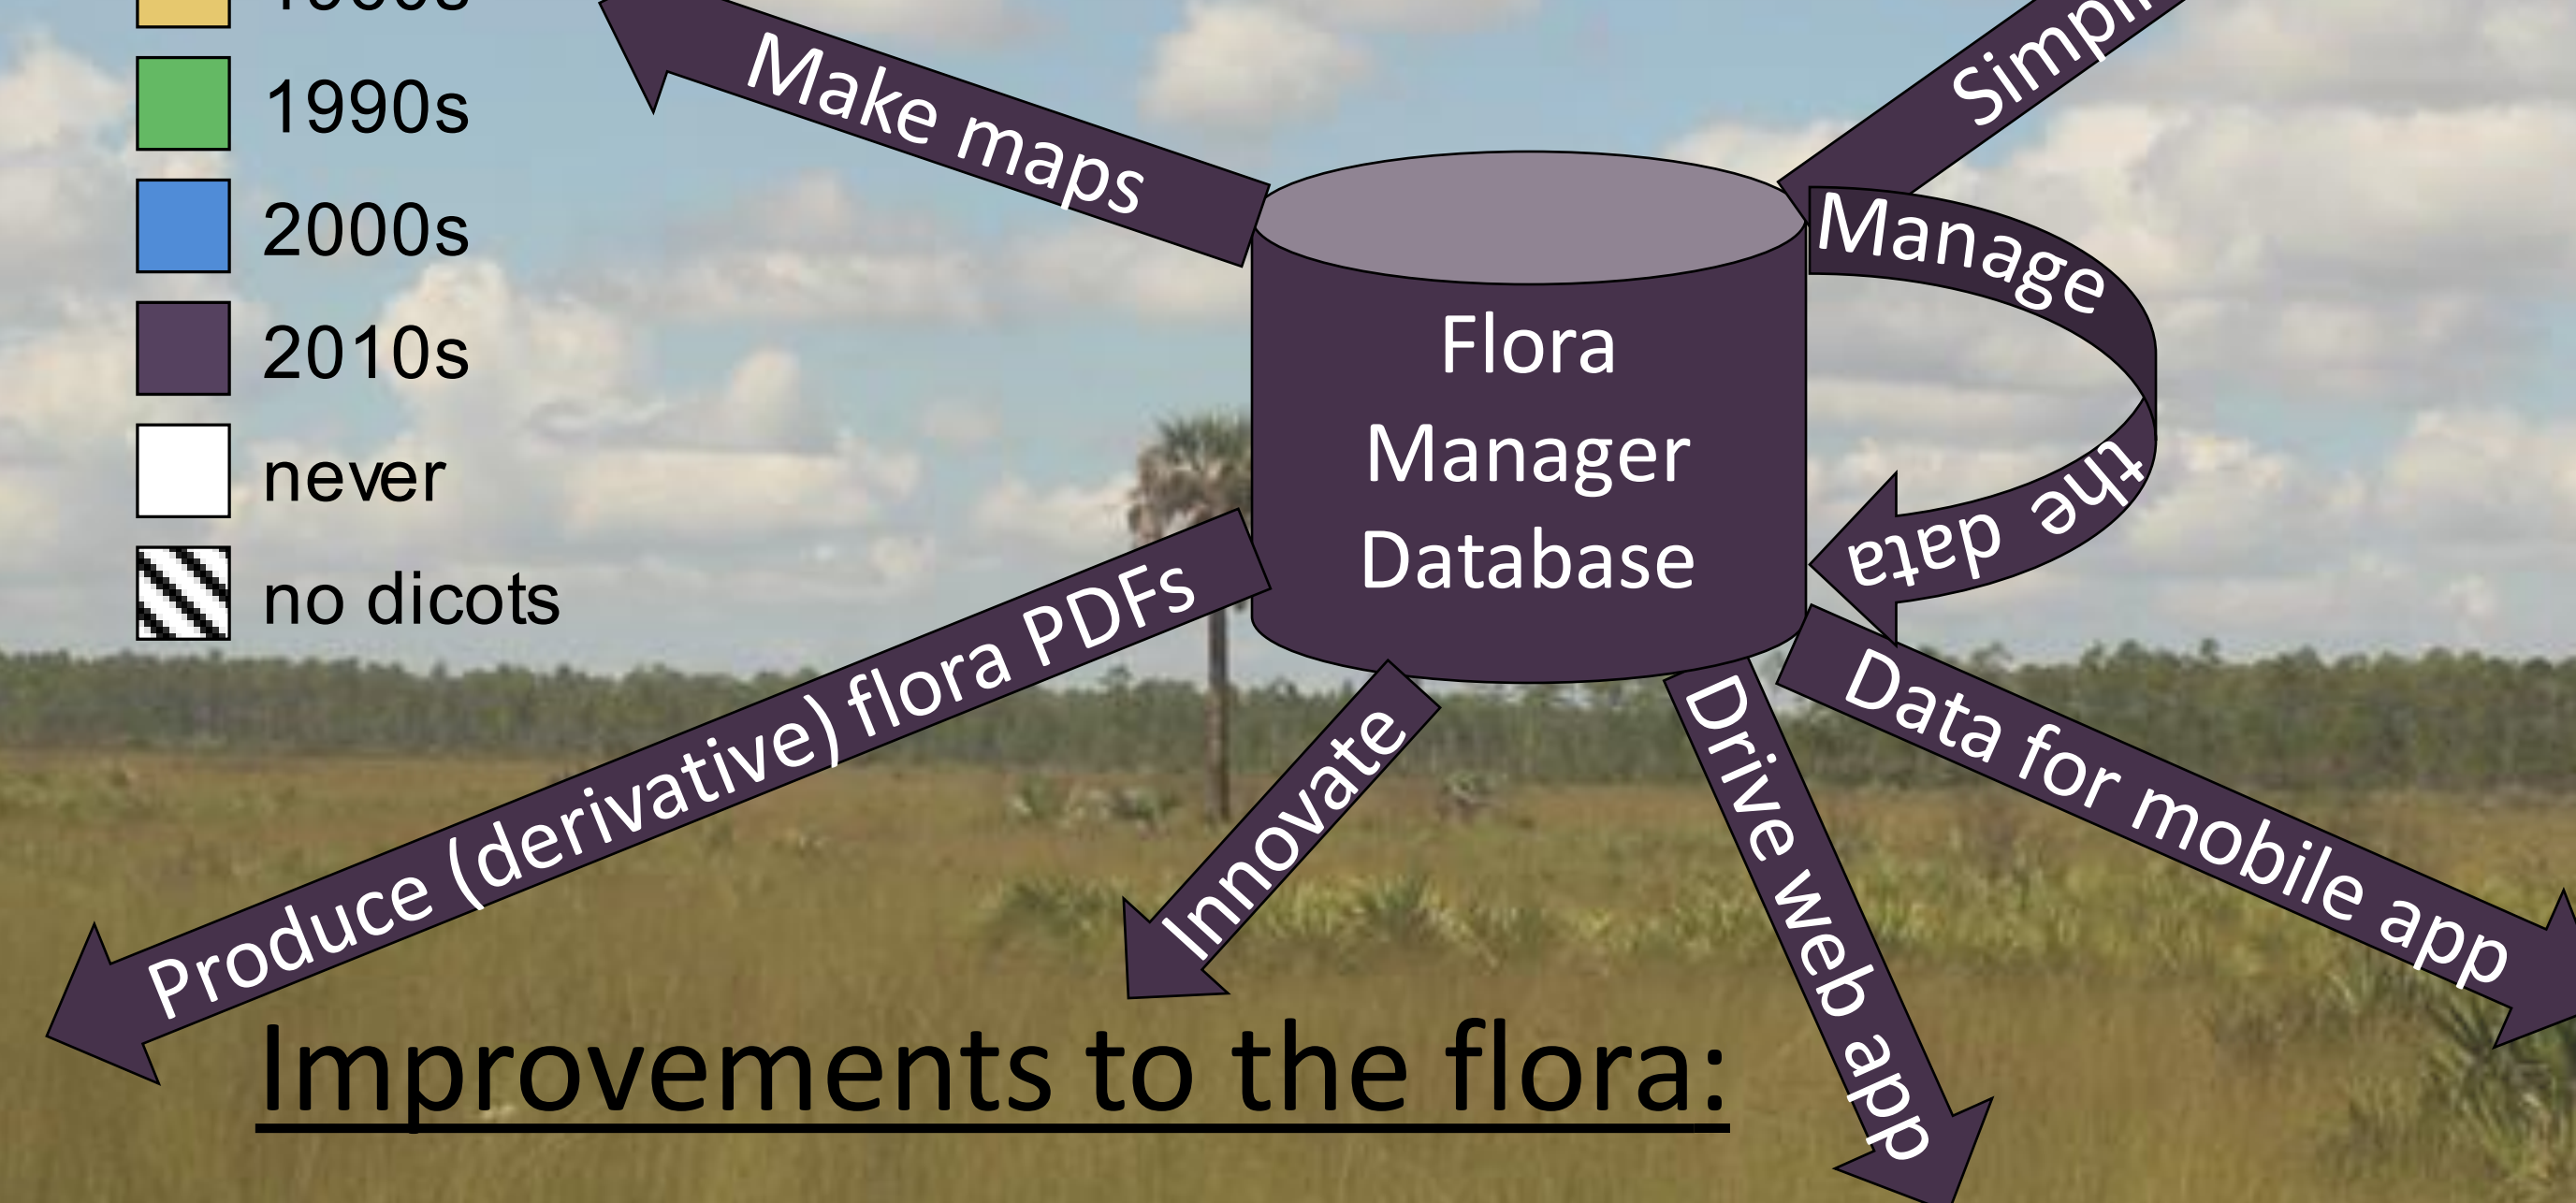 1990s
2000s
2010s
never
no dicots
Make maps
Manage
the data
Flora
Manager
Database
Produce (derivative) flora PDFs
Innovate
Drive web app
Data for mobile app
Improvements to the flora: